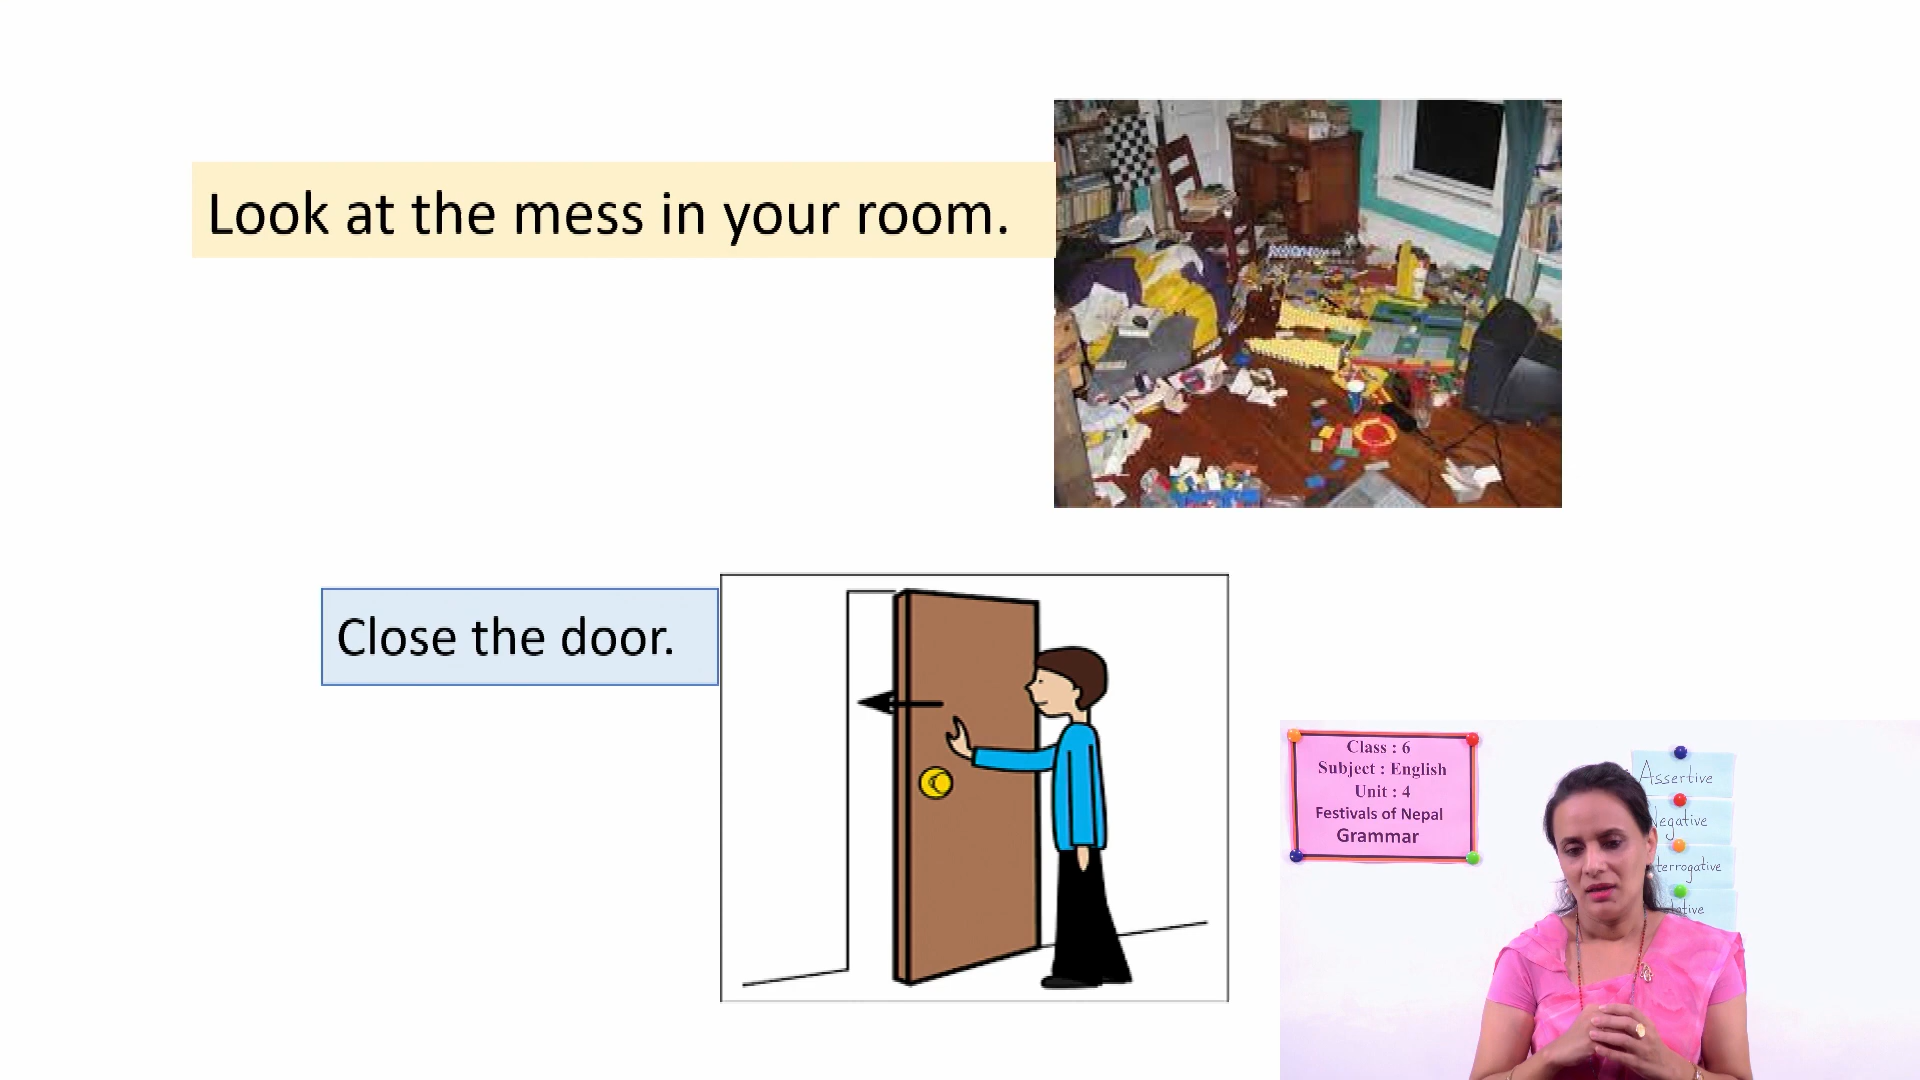 Look at the mess in your room.
Close the door.
Class : 6
Subject : English
Unit : 4
Festivals of Nepal
Grammar
Assertive
Negative
terrogative